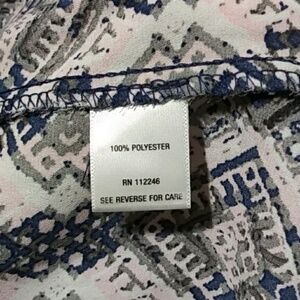 100% POLYESTER
RN 112246
SEE REVERSE FOR CARE